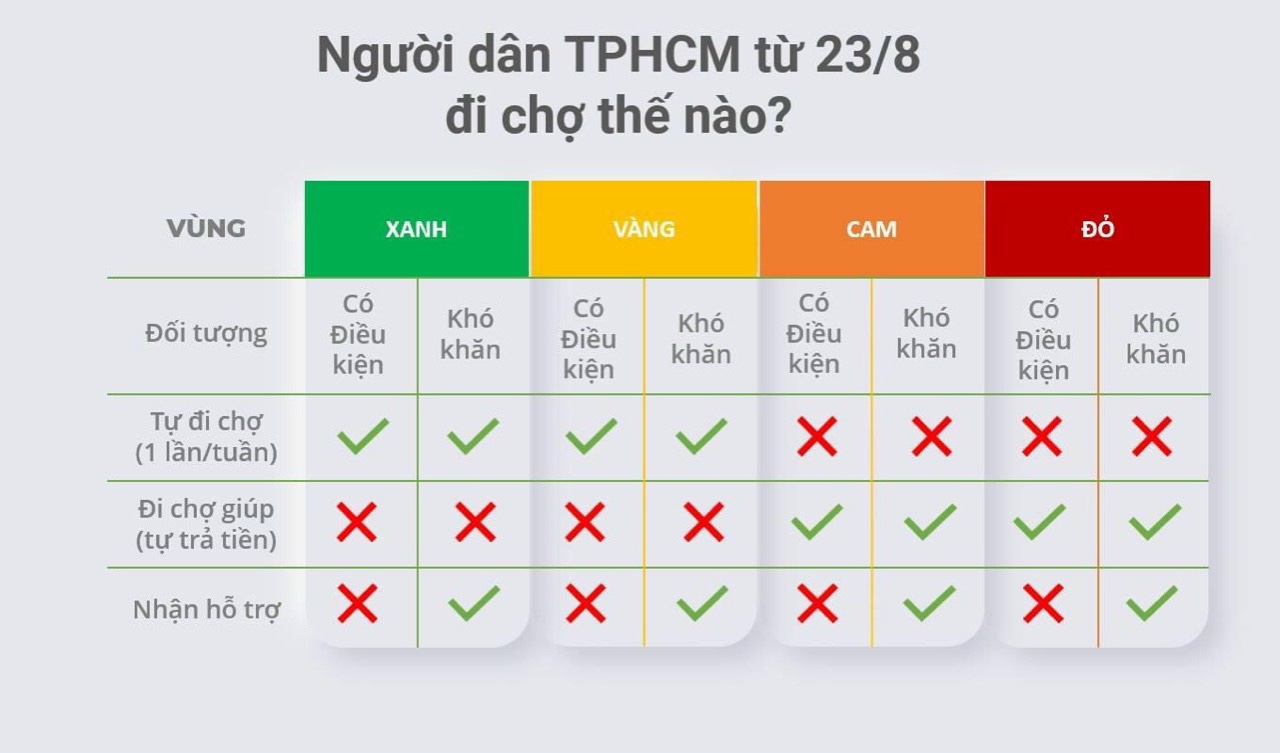 Người dân TPHCM từ 23/8
đi chợ thế nào?
VÙNG XANH VÀNG CAM ĐỎ
Đối tượng
Có
Điều
kiện
Khó
khăn
Có
Điều
kiện
Khó
khăn
Có
Điều
kiện
Khó
khăn
Có
Điều
kiện
Khó
khăn
Tự đi chợ
(1 lần/tuần)
Đi chợ giúp
(tự trả tiền)
Nhận hỗ trợ